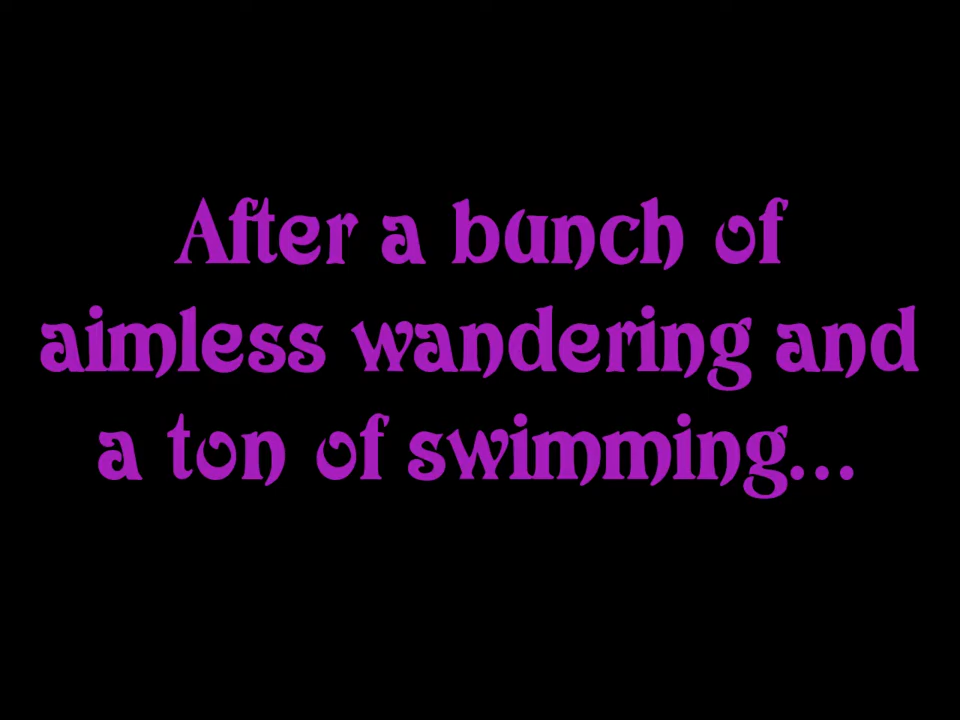 After a bunch of
aimless wandering and
a ton of swimming...